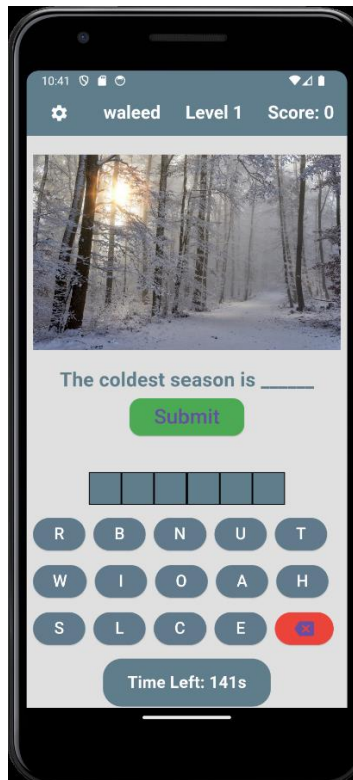 10:41
waleed Level 1 Score: 0
The coldest season is ______
Submit
R B N U T
W I O A H
S L C E
Time Left: 141s